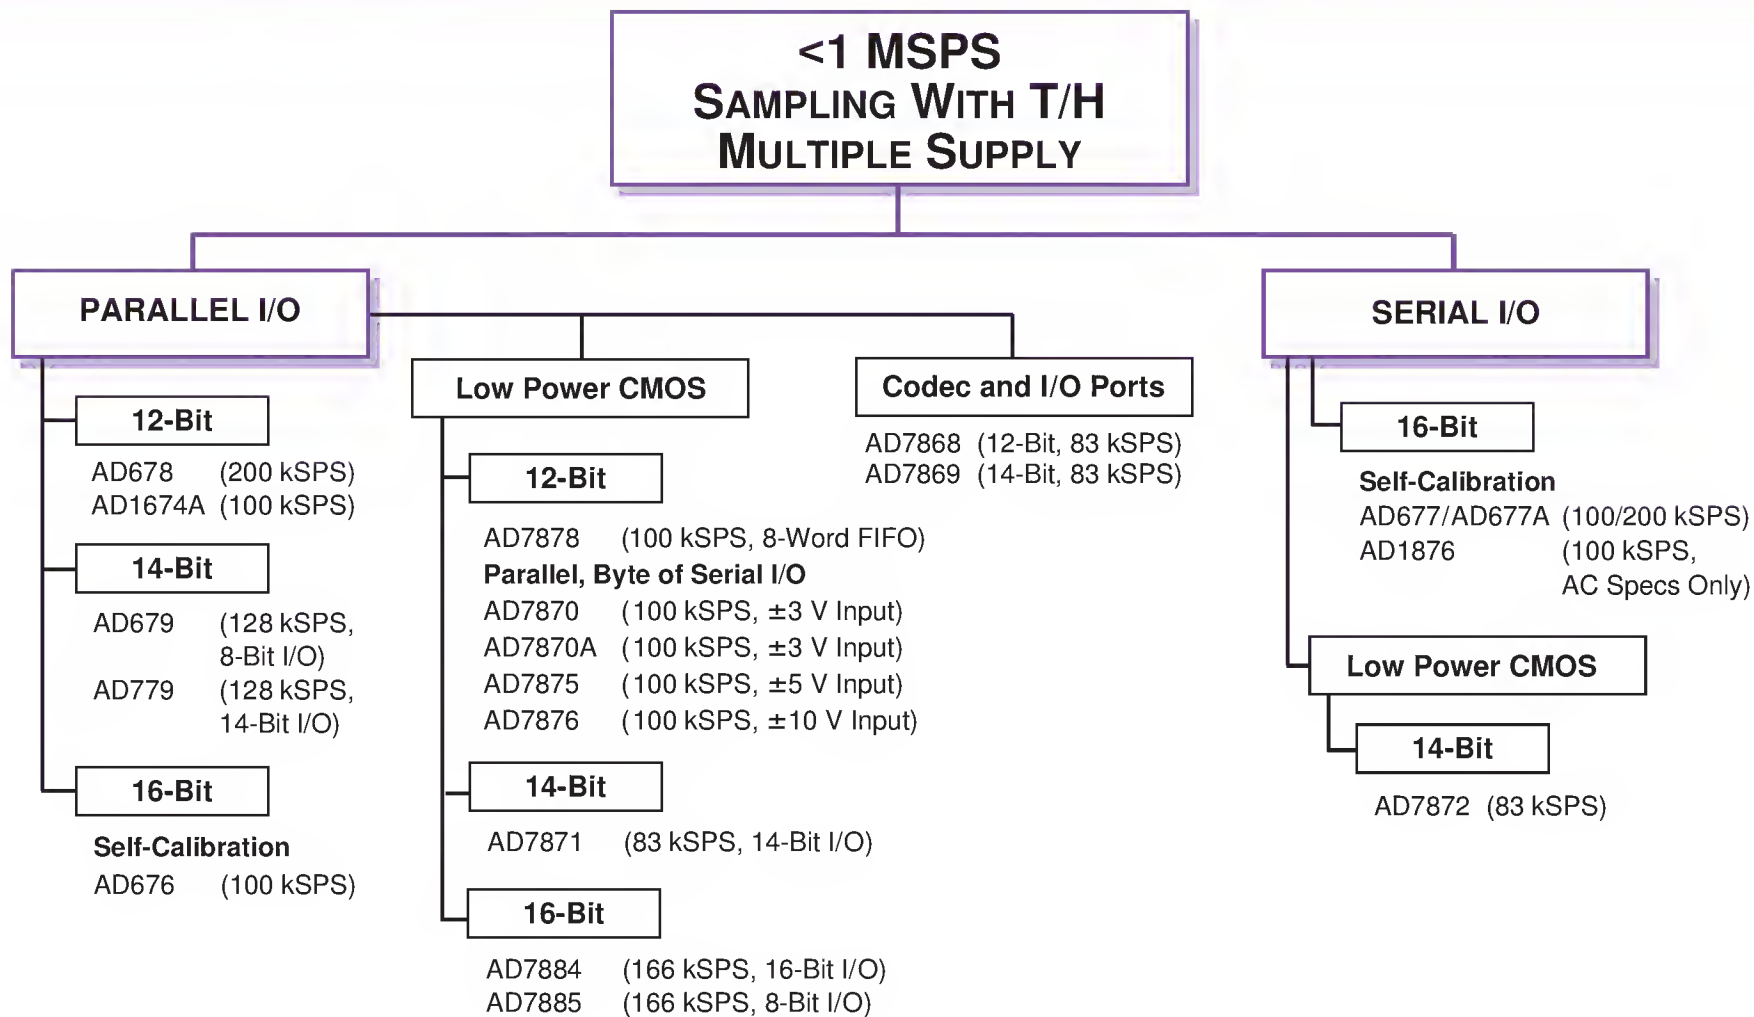 <1 MSPS
SAMPLING WITH T/H
MULTIPLE SUPPLY
PARALLEL I/O
12-Bit
AD678 (200 kSPS)
AD1674A (100 kSPS)
14-Bit
AD679 (128 kSPS,
8-Bit I/O)
AD779 (128 kSPS,
14-Bit I/O)
16-Bit
Self-Calibration
AD676 (100 kSPS)
Low Power CMOS
12-Bit
AD7878 (100 kSPS, 8-Word FIFO)
Parallel, Byte of Serial I/O
AD7870 (100 kSPS, ±3 V Input)
AD7870A (100 kSPS, ±3 V Input)
AD7875 (100 kSPS, ±5 V Input)
AD7876 (100 kSPS, ±10 V Input)
14-Bit
AD7871 (83 kSPS, 14-Bit I/O)
16-Bit
AD7884 (166 kSPS, 16-Bit I/O)
AD7885 (166 kSPS, 8-Bit I/O)
Codec and I/O Ports
AD7868 (12-Bit, 83 kSPS)
AD7869 (14-Bit, 83 kSPS)
SERIAL I/O
16-Bit
Self-Calibration
AD677/AD677A (100/200 kSPS)
AD1876 (100 kSPS,
AC Specs Only)
Low Power CMOS
14-Bit
AD7872 (83 kSPS)